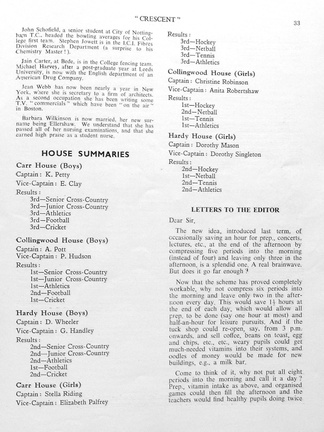 " CRESCENT "
33
John Schofield, a senior student at City of Nottingham T.C., headed the bowling averages for his College first team. Stephen Jowett is in the I.C.I. Fibres Division Research Department (a surprise to his Chemistry Master!).
Jain Carter, at Bede, is in the College fencing team. Michael Harvey, after a post-graduate year at Leeds University, is now with the English department of an American Drug Company.
Jean Webb has now been nearly a year in New York, where she is secretary to a firm of architects. As a second occupation she has been writing some T.V. " commercials " which have been " on the air " in Boston.
Barbara Wilkinson is now married, her new surname being Ellershaw. We understand that she has passed all of her nursing examinations, and that she earned high praise as a student nurse.
HOUSE SUMMARIES
Carr House (Boys)
Captain : K. Petty
Vice-Captain : E. Clay
Results :
3rd—Senior Cross-Country
3rd—Junior Cross-Country
3rd—Athletics
3rd—Football
3rd—Cricket
Collingwood House (Boys)
Captain : A. Pott
Vice-Captain : P. Hudson
Results :
1st—Senior Cross-Country
1st—Junior Cross-Country
1st—Athletics
2nd—Football
1st—Cricket
Hardy House (Boys)
Captain : D. Wheeler
Vice-Captain : G. Handley
Results :
2nd—Senior Cross-Country
2nd—Junior Cross-Country
2nd—Athletics
1st—Football
2nd—Cricket
Carr House (Girls)
Captain : Stella Riding
Vice-Captain : Elizabeth Palfrey
Results :
3rd—Hockey
3rd—Netball
3rd—Tennis
3rd—Athletics
Collingwood House (Girls)
Captain : Christine Robinson
Vice-Captain : Anita Robertshaw
Results :
1st—Hockey
2nd—Netball
1st—Tennis
1st—Athletics
Hardy House (Girls)
Captain : Dorothy Mason
Vice-Captain : Dorothy Singleton
Results :
2nd—Hockey
1st—Netball
2nd—Tennis
2nd—Athletics
LETTERS TO THE EDITOR
Dear Sir,
The new idea, introduced last term, of
occasionally saving an hour for prep., concerts,
lectures, etc., at the end of the afternoon by
compressing five periods into the morning
(instead of four) and leaving only three in the
afternoon, is a splendid one. A real brainwave.
But does it go far enough ?
Now that the scheme has proved completely
workable, why not compress six periods into
the morning and leave only two in the after-
noon every day. This would save 1½ hours at
the end of each day, which would allow all
prep. to be done (say one hour at most) and
half-an-hour for leisure pursuits. And if the
tuck shop could re-open, say, from 3 p.m.
onwards, and sell coffee, beans on toast, egg
and chips, etc., etc., weary pupils could get
much-needed vitamins into their systems, and
oodles of money would be made for new
buildings, e.g., a milk bar.
Come to think of it, why not put all eight
periods into the morning and call it a day ?
Prep., vitamin intake as above, and organised
games could then fill the afternoon and the
teachers would find healthy pupils doing twice